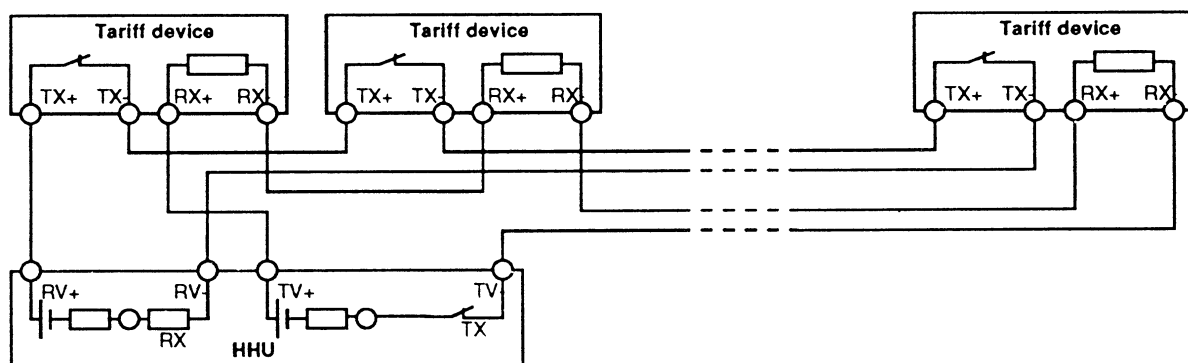 Tariff device Tariff device Tariff device
TX+ TX- RX+ RX- TX+ TX- RX+ RX- TX+ TX- RX+ RX-
RV+ RV- TV+ TV-
RX TX
HHU